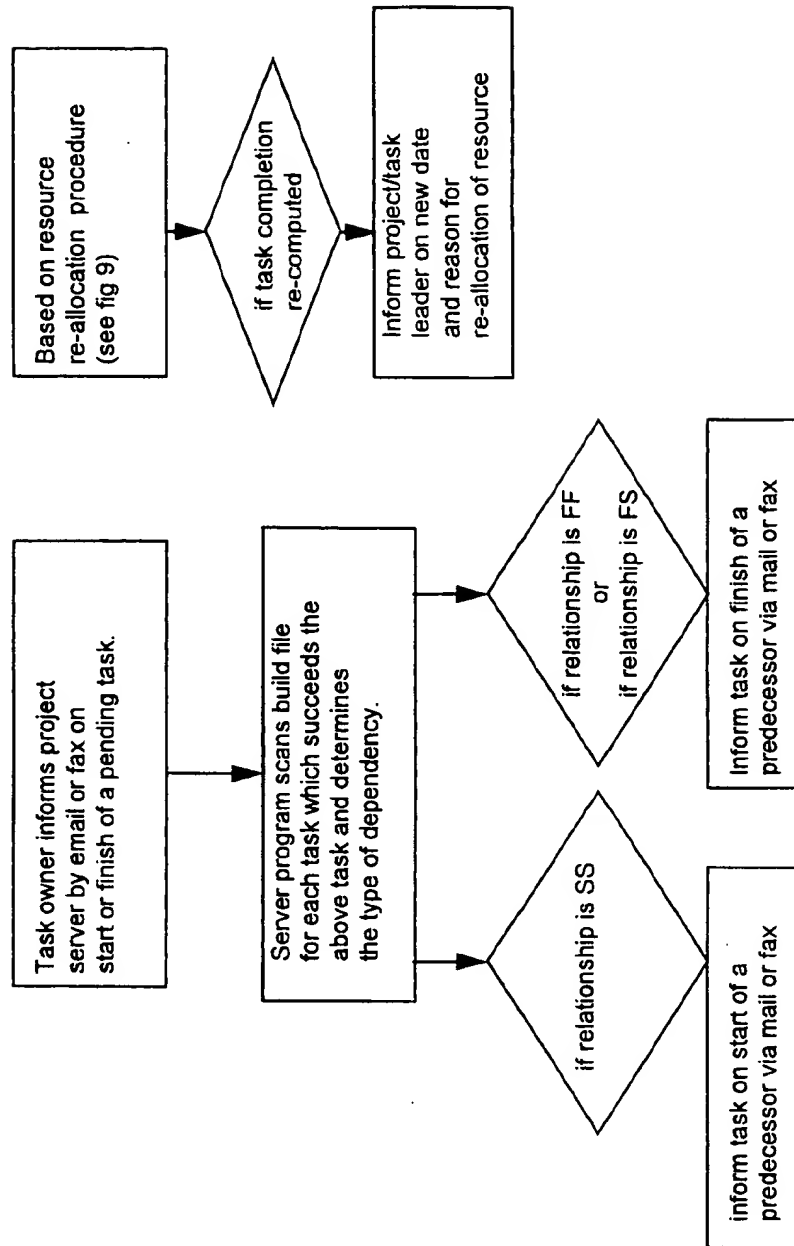 Task owner informs project
server by email or fax on
start or finish of a pending task.
Server program scans build file
for each task which succeeds the
above task and determines
the type of dependency.
if relationship is SS
inform task on start of a
predecessor via mail or fax
if relationship is FF
or
if relationship is FS
Inform task on finish of a
predecessor via mail or fax
Based on resource
re-allocation procedure
(see fig 9)
if task completion
re-computed
Inform project/task
leader on new date
and reason for
re-allocation of resource